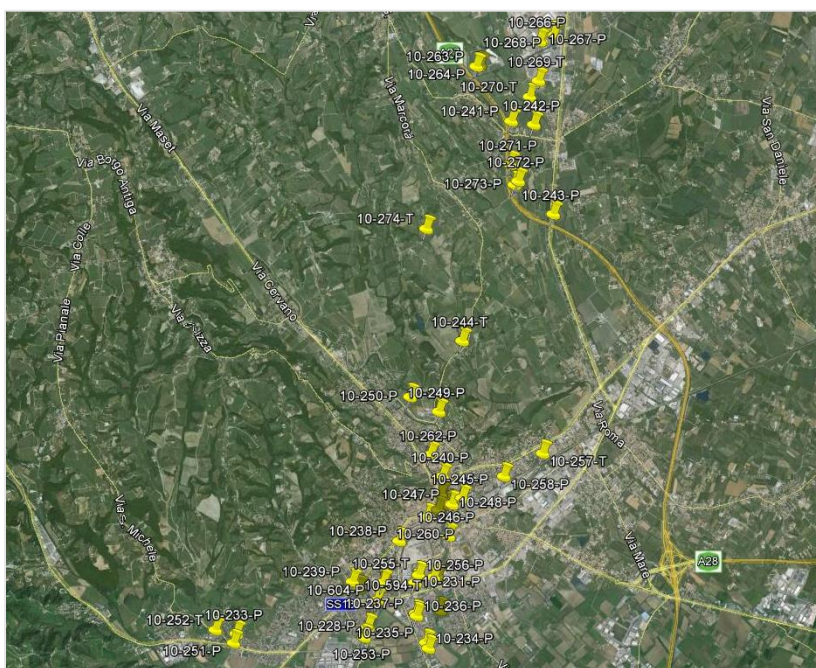 10-266-P
10-263-P
10-268-P
10-267-P
10-264-P
10-269-T
10-270-T
10-241-P
10-242-P
Via Marcorà
Via Maset
Via San Daniele
Via Borgo Antiga
10-271-P
10-272-P
10-273-P
10-243-P
10-274-T
Via Colle
Via Cervano
Via Pianale
10-244-T
10-250-P
10-249-P
Via Roma
10-262-P
10-240-P
10-257-T
10-245-P
10-258-P
10-247-P
10-248-P
10-246-P
Via S. Michele
10-238-P
10-260-P
Via Mare
A28
10-255-T
10-256-P
10-239-P
10-594-T
10-231-P
10-604-P
10-237-P
10-236-P
10-252-T
10-233-P
10-228-P
10-235-P
10-234-P
10-251-P
10-253-P